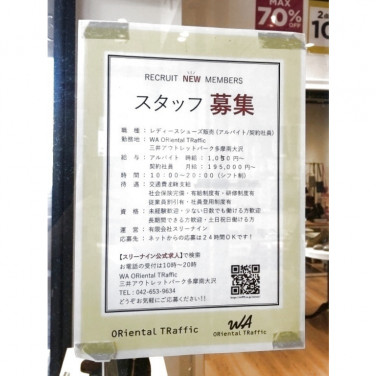 MAX
70%
OFF
RECRUIT NEW MEMBERS
スタッフ 募集
職 種：レディースシューズ販売(アルバイト/契約社員)
勤務地：WA ORiental TRaffic
三井アウトレットパーク多摩南大沢
給 与：アルバイト 時給：1,050円～
契約社員 月給：195,000円～
時 間：10:00～20:00 (シフト制)
待 遇：交通費支給
社会保険完備・有給制度有・研修制度有
従業員割引有・社員登用制度有
資 格：未経験歓迎・少ない日数でも働ける方歓迎
長期間できる方歓迎・土日祝日働ける方
運 営：有限会社スリーナイン
応募先：ネットからの応募は24時間OKです！
【スリーナイン公式求人】で検索
お電話の受付は10時～20時
WA ORiental TRaffic
三井アウトレットパーク多摩南大沢
TEL：042-653-9634
どうぞお気軽にご応募ください!!
ORiental TRaffic
WA
ORiental TRaffic